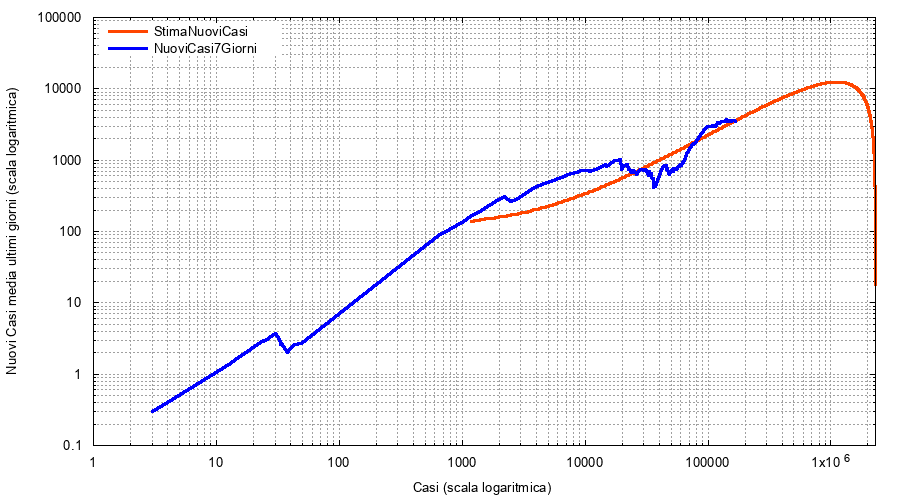 100000
10000
1000
100
10
1
0.1
StimaNuoviCasi
NuoviCasi7Giorni
Nuovi Casi media ultimi giorni (scala logaritmica)
1 10 100 1000 10000 100000 1x10 6
Casi (scala logaritmica)